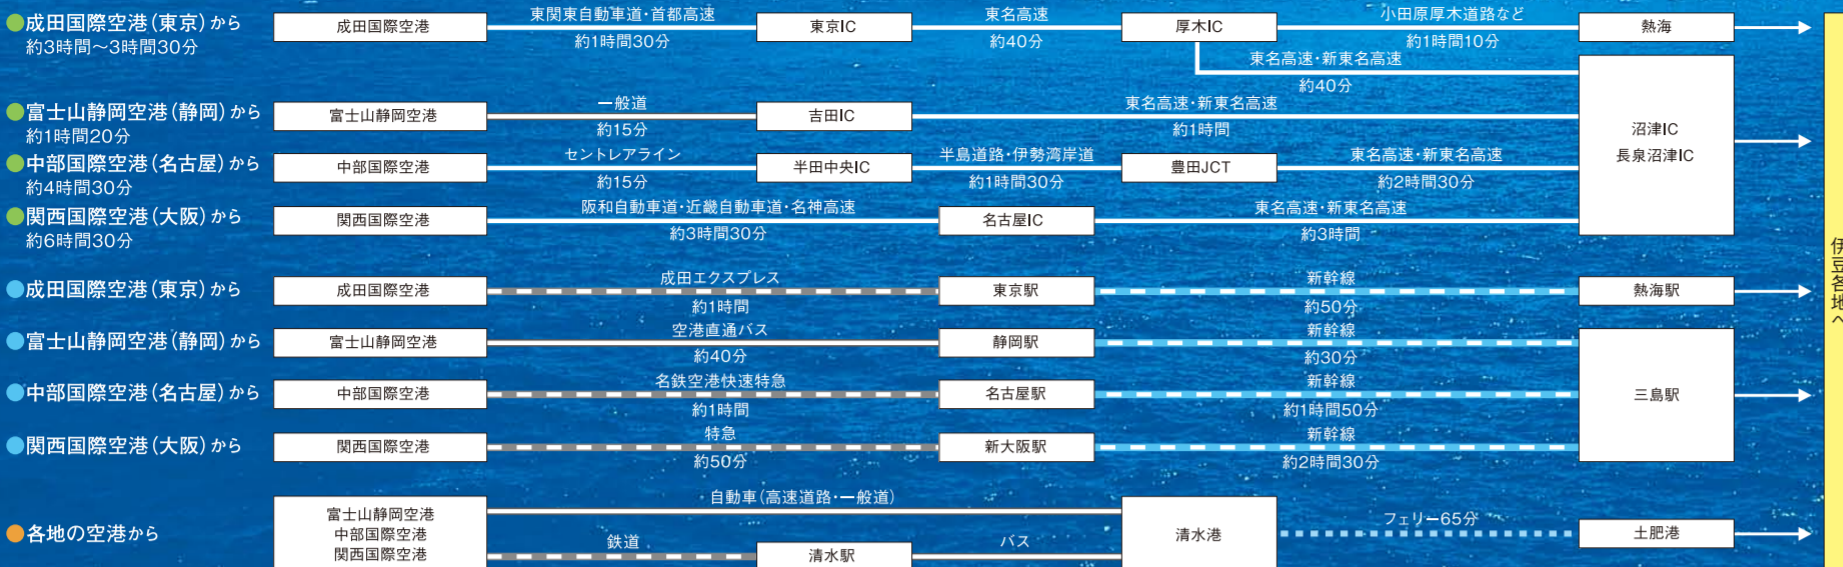 ●成田国際空港(東京)から
約3時間～3時間30分
成田国際空港
東関東自動車道・首都高速
約1時間30分
東京IC
東名高速
約40分
厚木IC
小田原厚木道路など
約1時間10分
熱海
東名高速・新東名高速
約40分
●富士山静岡空港(静岡)から
約1時間20分
富士山静岡空港
一般道
約15分
吉田IC
東名高速・新東名高速
約1時間
沼津IC
長泉沼津IC
●中部国際空港(名古屋)から
約4時間30分
中部国際空港
セントレアライン
約15分
半田中央IC
半島道路・伊勢湾岸道
約1時間30分
豊田JCT
東名高速・新東名高速
約2時間30分
●関西国際空港(大阪)から
約6時間30分
関西国際空港
阪和自動車道・近畿自動車道・名神高速
約3時間30分
名古屋IC
東名高速・新東名高速
約3時間
●成田国際空港(東京)から
成田国際空港
成田エクスプレス
約1時間
東京駅
新幹線
約50分
熱海駅
●富士山静岡空港(静岡)から
富士山静岡空港
空港直通バス
約40分
静岡駅
新幹線
約30分
●中部国際空港(名古屋)から
中部国際空港
名鉄空港快速特急
約1時間
名古屋駅
新幹線
約1時間50分
三島駅
●関西国際空港(大阪)から
関西国際空港
特急
約50分
新大阪駅
新幹線
約2時間30分
●各地の空港から
富士山静岡空港
中部国際空港
関西国際空港
自動車(高速道路・一般道)
鉄道
清水駅
バス
清水港
フェリー65分
土肥港
伊豆各地へ